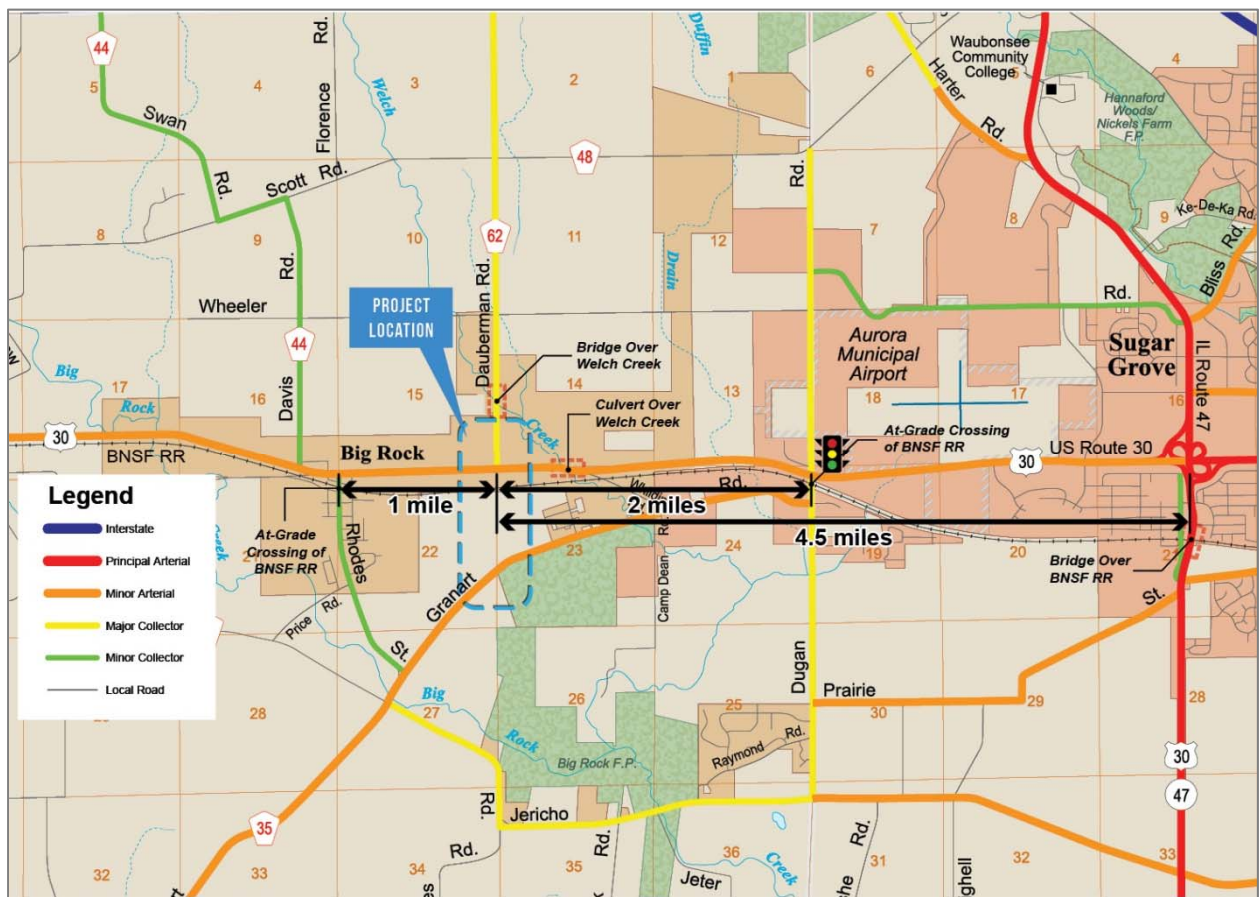 44
5
4
3
2
1
6
5
4
Swan
Rd.
Florence
Rd.
Welch
Duffin
Harter
Rd.
Waubonsee
Community
College
Hannaford
Woods/
Nickels Farm
F.P.
Scott
Rd.
48
Rd.
8
9
10
11
12
7
8
9
Ke-De-Ka Rd.
Rd.
62
Drain
Bliss
Rd.
Wheeler
PROJECT
LOCATION
Dauberman Rd.
Rd.
44
Bridge Over
Welch Creek
Aurora
Municipal
Airport
Sugar
Grove
IL Route 47
Big
Rock
17
16
15
14
13
18
17
16
Davis
Culvert Over
Welch Creek
Creek
At-Grade Crossing
of BNSF RR
30
BNSF RR
Big Rock
US Route 30
30
Rd.
1 mile
2 miles
4.5 miles
Legend
Interstate
Principal Arterial
Minor Arterial
Major Collector
Minor Collector
Local Road
At-Grade
Crossing of
BNSF RR
Rhodes
St.
Creek
22
23
24
19
20
21
Bridge Over
BNSF RR
Granart
Camp Dean
Rd.
Price
Rd.
St.
Dugan
Prairie
28
27
26
25
30
29
28
Big
Rock
Big Rock F.P.
Raymond
Rd.
30
47
Rd.
Jericho
35
32
33
34
35
36
31
32
33
Rd.
Rd.
Creek
Rd.
Jeter
ighell